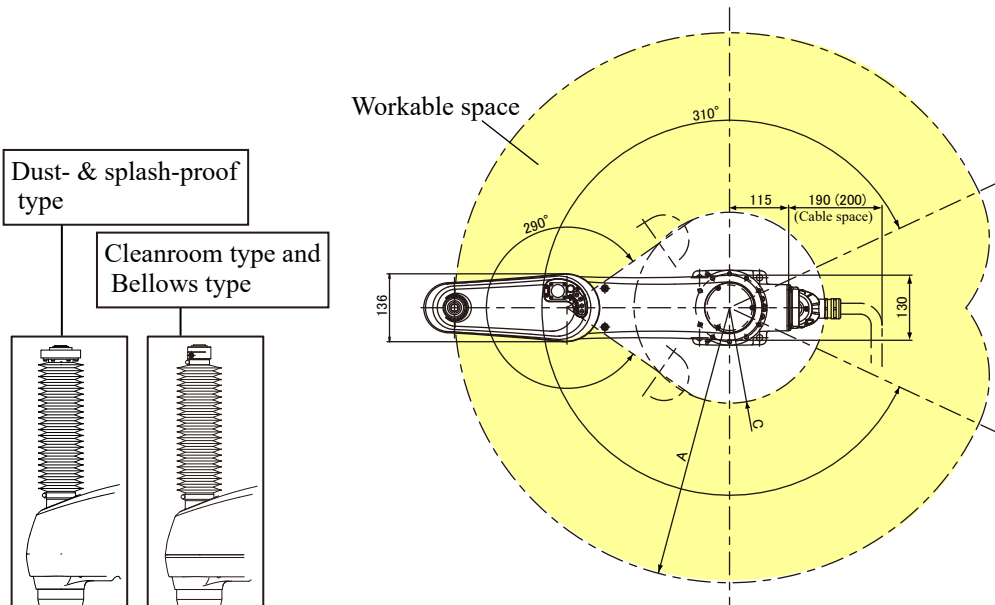 Workable space
310°
Dust- & splash-proof
type
115
190 (200)
(Cable space)
290°
Cleanroom type and
Bellows type
136
130
C
A